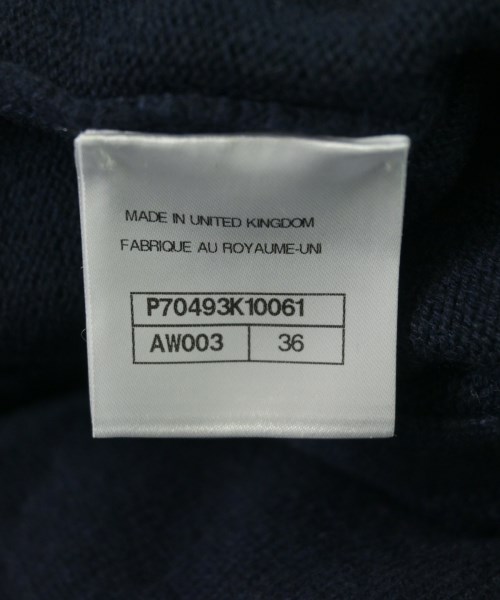 MADE IN UNITED KINGDOM
FABRIQUE AU ROYAUME-UNI
P70493K10061
AW003 36